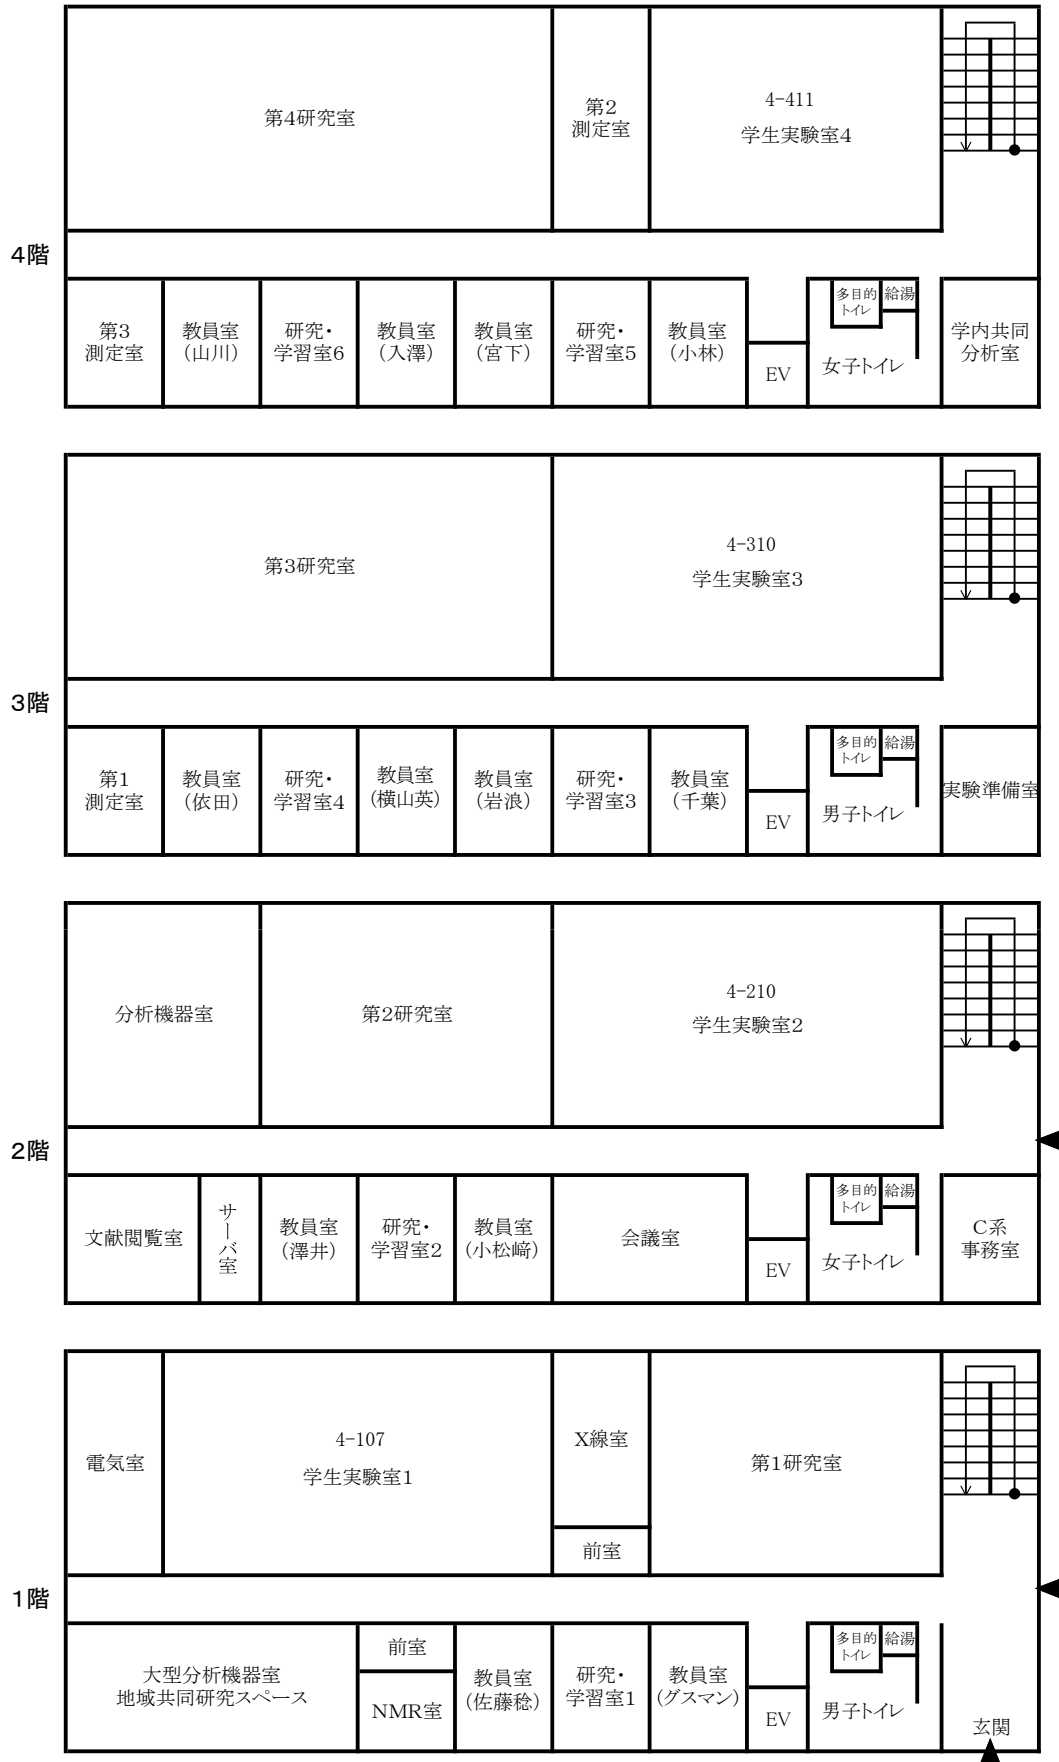 4階
第4研究室
第2
測定室
4-411
学生実験室4
第3
測定室
教員室
(山川)
研究・
学習室6
教員室
(入澤)
教員室
(宮下)
研究・
学習室5
教員室
(小林)
EV
多目的
トイレ
給湯
女子トイレ
学内共同
分析室
3階
第3研究室
4-310
学生実験室3
第1
測定室
教員室
(依田)
研究・
学習室4
教員室
(横山英)
教員室
(岩浪)
研究・
学習室3
教員室
(千葉)
EV
多目的
トイレ
給湯
男子トイレ
実験準備室
2階
分析機器室
第2研究室
4-210
学生実験室2
文献閲覧室
サーバ室
教員室
(澤井)
研究・
学習室2
教員室
(小松﨑)
会議室
EV
多目的
トイレ
給湯
女子トイレ
C系
事務室
1階
電気室
4-107
学生実験室1
X線室
前室
第1研究室
大型分析機器室
地域共同研究スペース
前室
NMR室
教員室
(佐藤稔)
研究・
学習室1
教員室
(グスマン)
EV
多目的
トイレ
給湯
男子トイレ
玄関